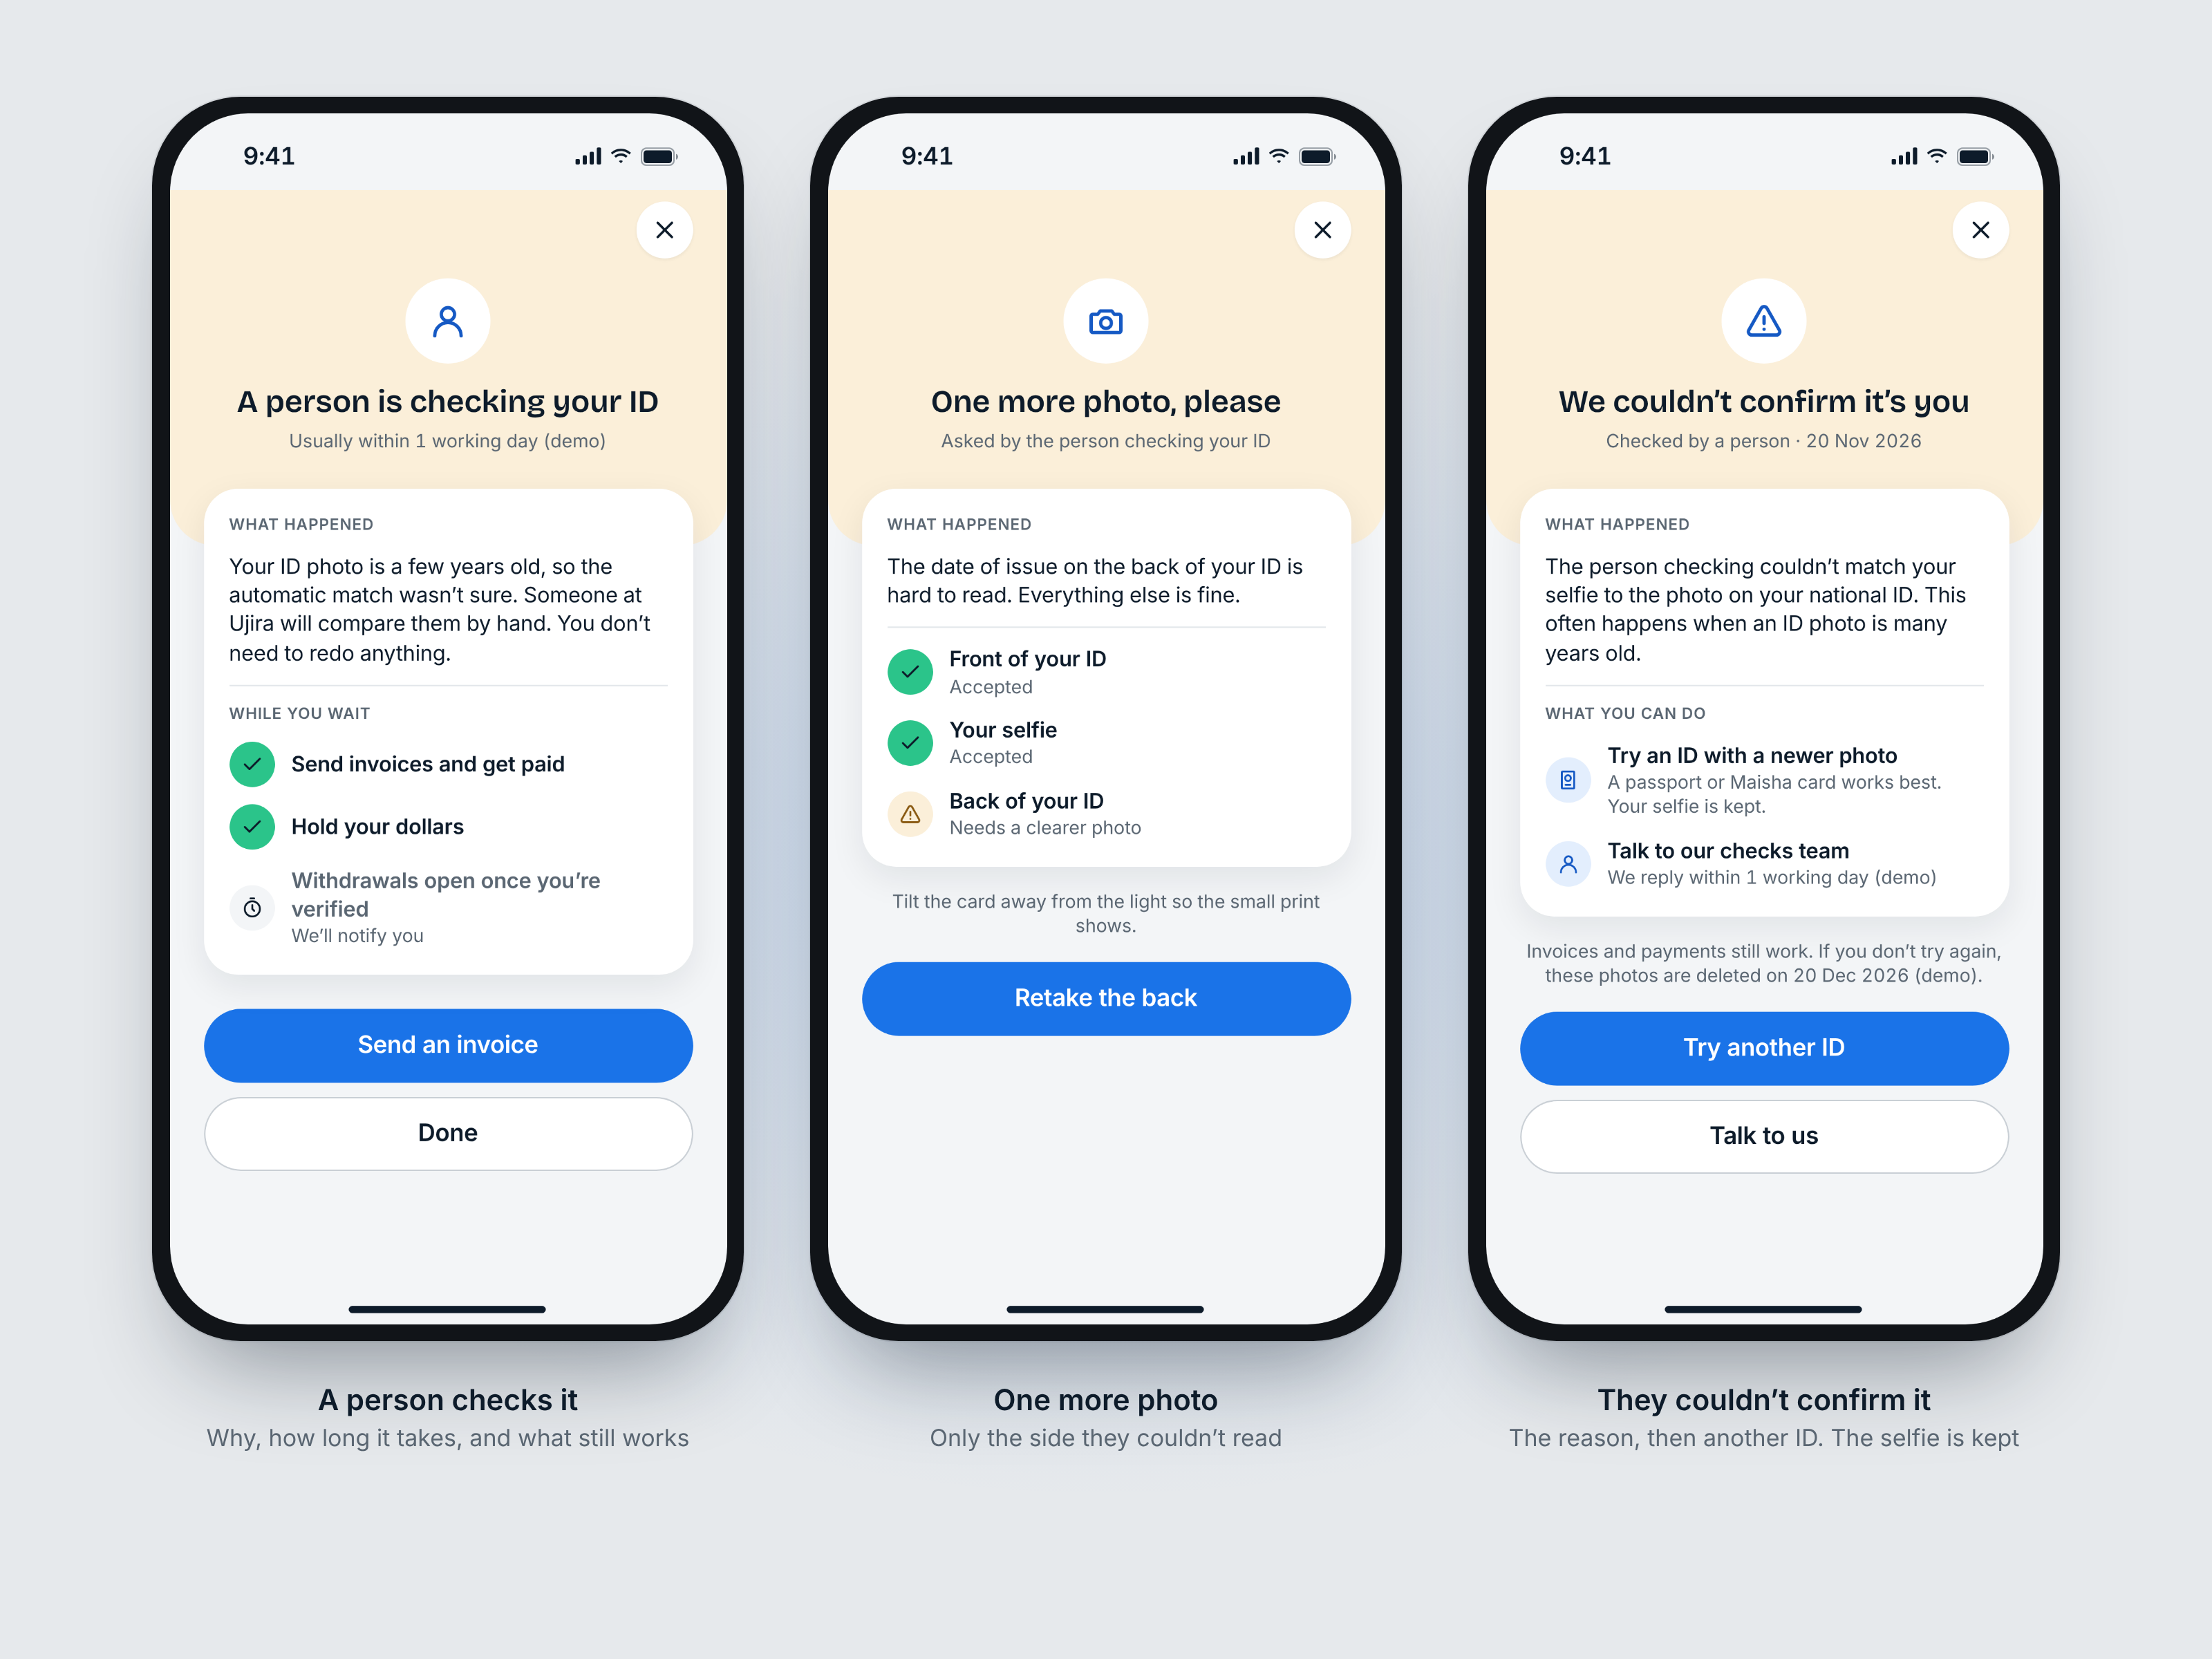 9:41
A person is checking your ID
Usually within 1 working day (demo)
WHAT HAPPENED
Your ID photo is a few years old, so the
automatic match wasn’t sure. Someone at
Ujira will compare them by hand. You don’t
need to redo anything.
WHILE YOU WAIT
Send invoices and get paid
Hold your dollars
Withdrawals open once you’re
verified
We’ll notify you
Send an invoice
Done
A person checks it
Why, how long it takes, and what still works
9:41
One more photo, please
Asked by the person checking your ID
WHAT HAPPENED
The date of issue on the back of your ID is
hard to read. Everything else is fine.
Front of your ID
Accepted
Your selfie
Accepted
Back of your ID
Needs a clearer photo
Tilt the card away from the light so the small print
shows.
Retake the back
One more photo
Only the side they couldn’t read
9:41
We couldn’t confirm it’s you
Checked by a person · 20 Nov 2026
WHAT HAPPENED
The person checking couldn’t match your
selfie to the photo on your national ID. This
often happens when an ID photo is many
years old.
WHAT YOU CAN DO
Try an ID with a newer photo
A passport or Maisha card works best.
Your selfie is kept.
Talk to our checks team
We reply within 1 working day (demo)
Invoices and payments still work. If you don’t try again,
these photos are deleted on 20 Dec 2026 (demo).
Try another ID
Talk to us
They couldn’t confirm it
The reason, then another ID. The selfie is kept